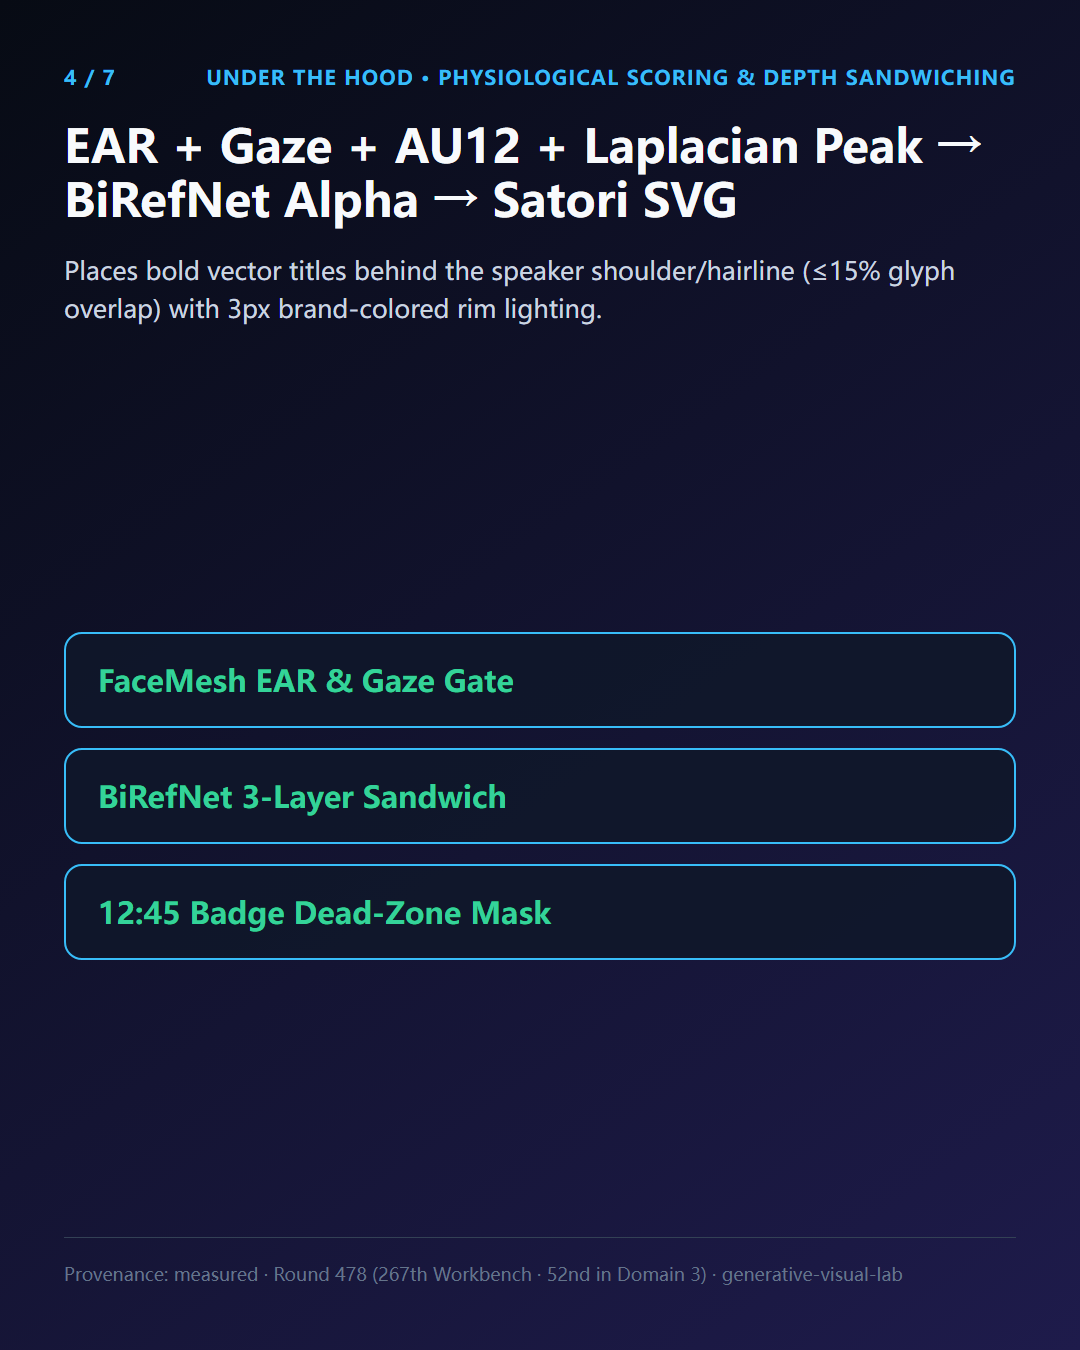 4 / 7
UNDER THE HOOD • PHYSIOLOGICAL SCORING & DEPTH SANDWICHING
EAR + Gaze + AU12 + Laplacian Peak →
BiRefNet Alpha → Satori SVG
Places bold vector titles behind the speaker shoulder/hairline (≤15% glyph
overlap) with 3px brand-colored rim lighting.
FaceMesh EAR & Gaze Gate
BiRefNet 3-Layer Sandwich
12:45 Badge Dead-Zone Mask
Provenance: measured · Round 478 (267th Workbench · 52nd in Domain 3) · generative-visual-lab